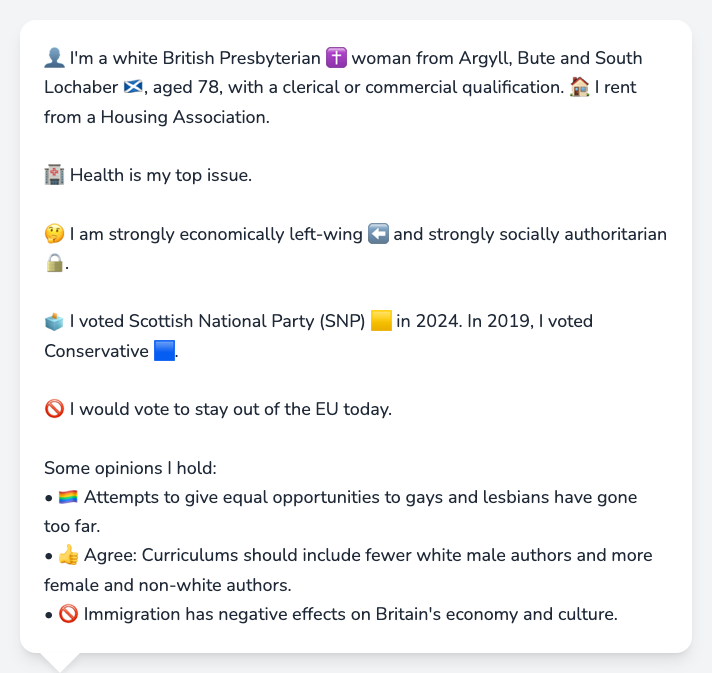 👤 I'm a white British Presbyterian ✝️ woman from Argyll, Bute and South
Lochaber 🏴󠁧󠁢󠁳󠁣󠁴󠁿, aged 78, with a clerical or commercial qualification. 🏠 I rent
from a Housing Association.
🏥 Health is my top issue.
🤔 I am strongly economically left-wing ⬅️ and strongly socially authoritarian
🔒.
🗳️ I voted Scottish National Party (SNP) 🟨 in 2024. In 2019, I voted
Conservative 🟦.
🚫 I would vote to stay out of the EU today.
Some opinions I hold:
• 🏳️‍🌈 Attempts to give equal opportunities to gays and lesbians have gone
too far.
• 👍 Agree: Curriculums should include fewer white male authors and more
female and non-white authors.
• 🚫 Immigration has negative effects on Britain's economy and culture.